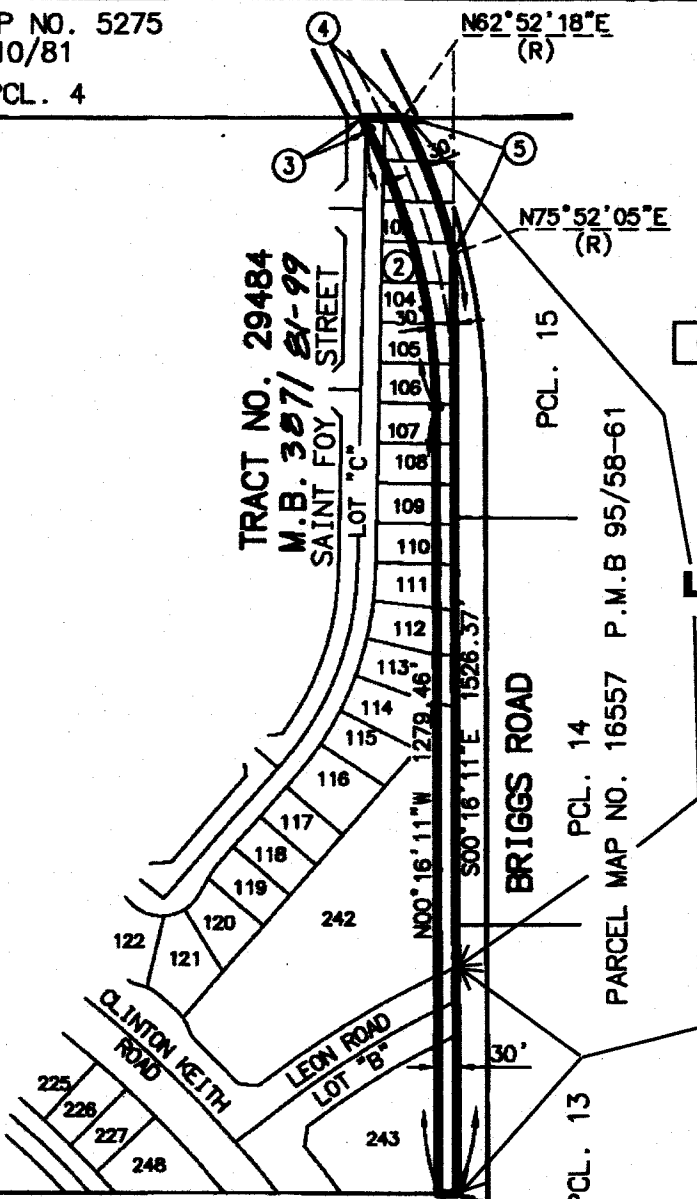 P NO. 5275
10/81
PCL. 4
4
N62°52'18"E
(R)
3
5
30'
N75°52'05"E
(R)
2
104
30'
105
106
107
108
109
110
111
112
113
114
115
116
117
118
119
120
121
122
TRACT NO. 29484
M.B. 387/ 81-99
SAINT FOY
STREET
LOT "C"
PCL. 15
N00°16'11"W 1279.46'
S00°16'11"E 1526.37'
BRIGGS ROAD
PCL. 14
PARCEL MAP NO. 16557 P.M.B 95/58-61
242
CLINTON KEITH
ROAD
LEON ROAD
LOT "B"
30'
225
226
227
248
243
PCL. 13